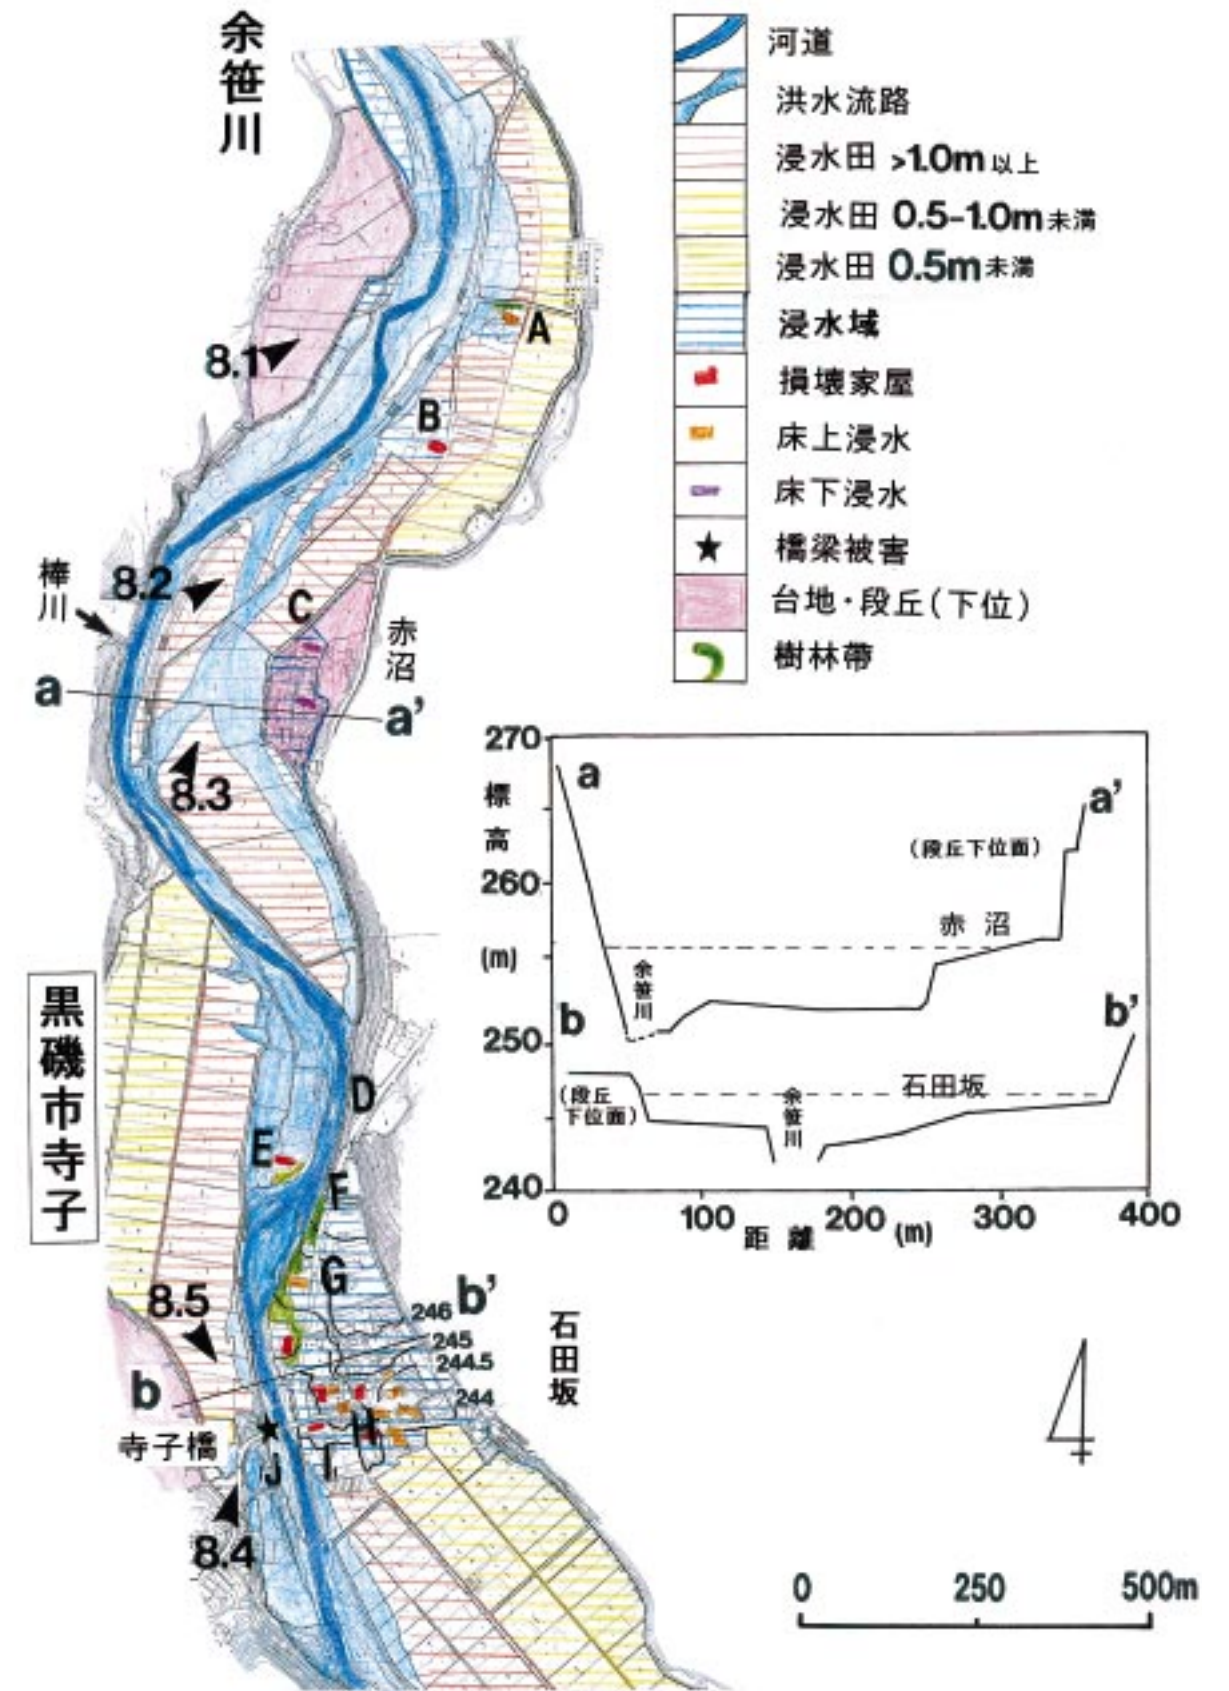 余笹川
河道
洪水流路
浸水田 >1.0m以上
浸水田 0.5-1.0m未満
浸水田 0.5m未満
浸水域
損壊家屋
床上浸水
床下浸水
橋梁被害
台地・段丘(下位)
樹林帯
A
8.1
B
8.2
棒川
C
赤沼
a
a'
8.3
黒磯市寺子
D
E
F
G
8.5
b'
246
245
244.5
244
石田坂
b
寺子橋
H
I
J
8.4
270
標高
260
(m)
250
240
a
a'
(段丘下位面)
赤沼
余笹川
b
b'
(段丘
下位面)
余笹川
石田坂
0
100
200
300
400
距離
(m)
0
250
500m